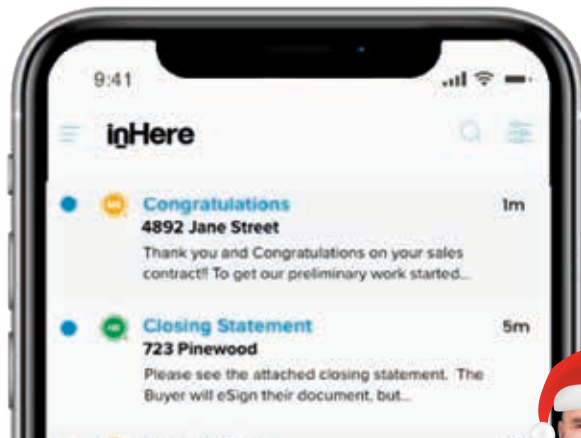 9:41
inHere
Congratulations
1m
4892 Jane Street
Thank you and Congratulations on your sales
contract!! To get our preliminary work started...
Closing Statement
5m
723 Pinewood
Please see the attached closing statement. The
Buyer will eSign their document, but...